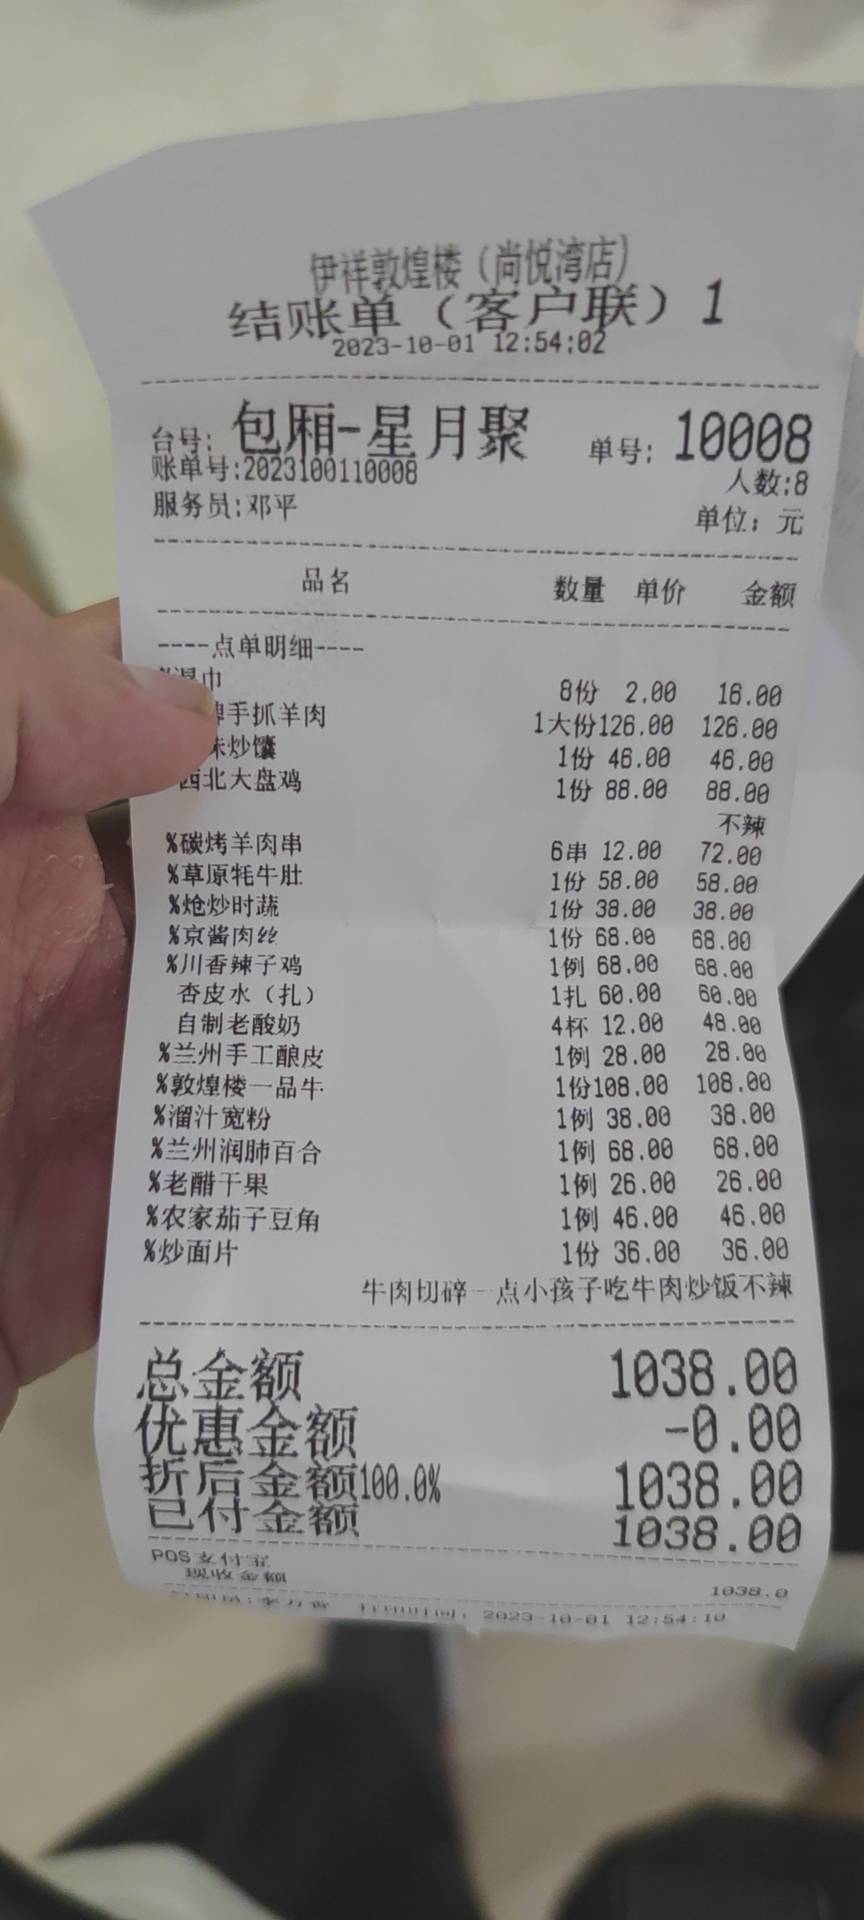 伊祥敦煌楼（尚悦湾店）
结账单（客户联）1
2023-10-01 12:54:02
台号: 包厢-星月聚 单号: 10008
账单号:2023100110008 人数:8
服务员:邓平 单位: 元
品名 数量 单价 金额
----点单明细----
%湿巾 8份 2.00 16.00
牌手抓羊肉 1大份126.00 126.00
味炒馕 1份 46.00 46.00
西北大盘鸡 1份 88.00 88.00
不辣
%碳烤羊肉串 6串 12.00 72.00
%草原牦牛肚 1份 58.00 58.00
%炝炒时蔬 1份 38.00 38.00
%京酱肉丝 1份 68.00 68.00
%川香辣子鸡 1例 68.00 68.00
杏皮水（扎） 1扎 60.00 60.00
自制老酸奶 4杯 12.00 48.00
%兰州手工酿皮 1例 28.00 28.00
%敦煌楼一品牛 1份108.00 108.00
%溜汁宽粉 1例 38.00 38.00
%兰州润肺百合 1例 68.00 68.00
%老醋干果 1例 26.00 26.00
%农家茄子豆角 1例 46.00 46.00
%炒面片 1份 36.00 36.00
牛肉切碎一点小孩子吃牛肉炒饭不辣
总金额 1038.00
优惠金额 -0.00
折后金额100.0% 1038.00
已付金额 1038.00
POS支付宝
现收金额 1038.0
2023-10-01 12:54:10